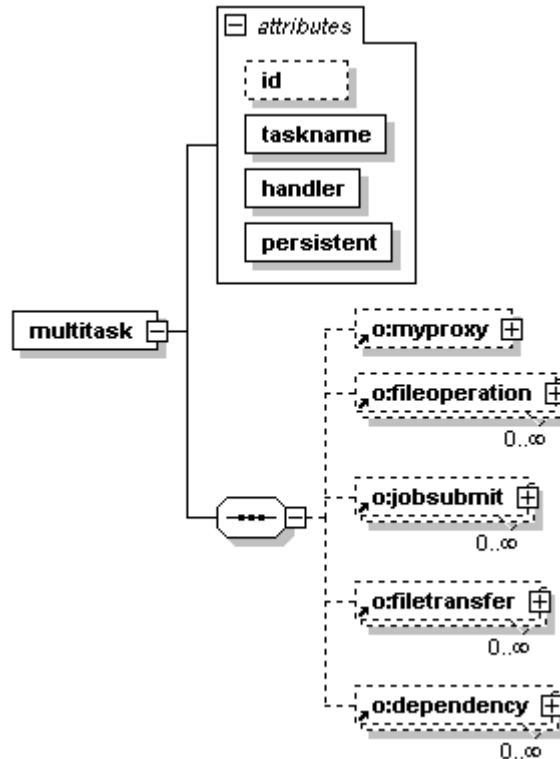 attributes
id
taskname
handler
persistent
multitask
o:myproxy
o:fileoperation
0..∞
o:jobsubmit
0..∞
o:filetransfer
0..∞
o:dependency
0..∞